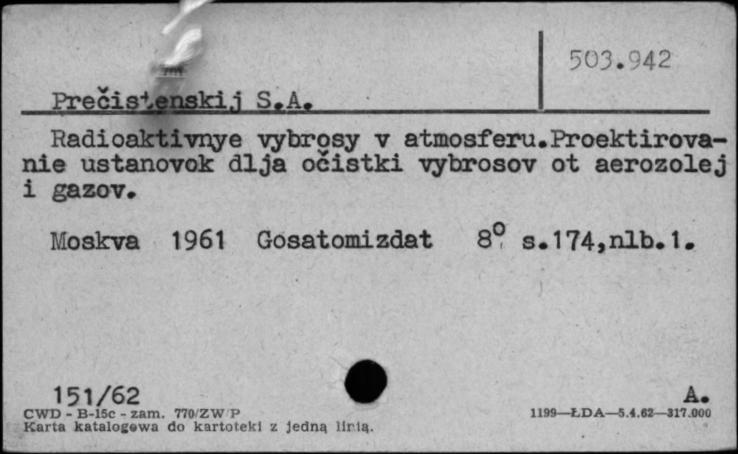 503.942
Prečistenskij S.A.
Radioaktivnye vybrosy v atmosferu.Proektirova-
nie ustanovok dlja očistki vybrosov ot aerozolej
i gazov.
Moskva 1961 Gosatomizdat 8° s.174,nlb.1.
151/62 A.
CWD - B-15c - zam. 770/ZW/P 1199—ŁDA—5.4.62—317.000
Karta katalogowa do kartoteki z jedną linią.